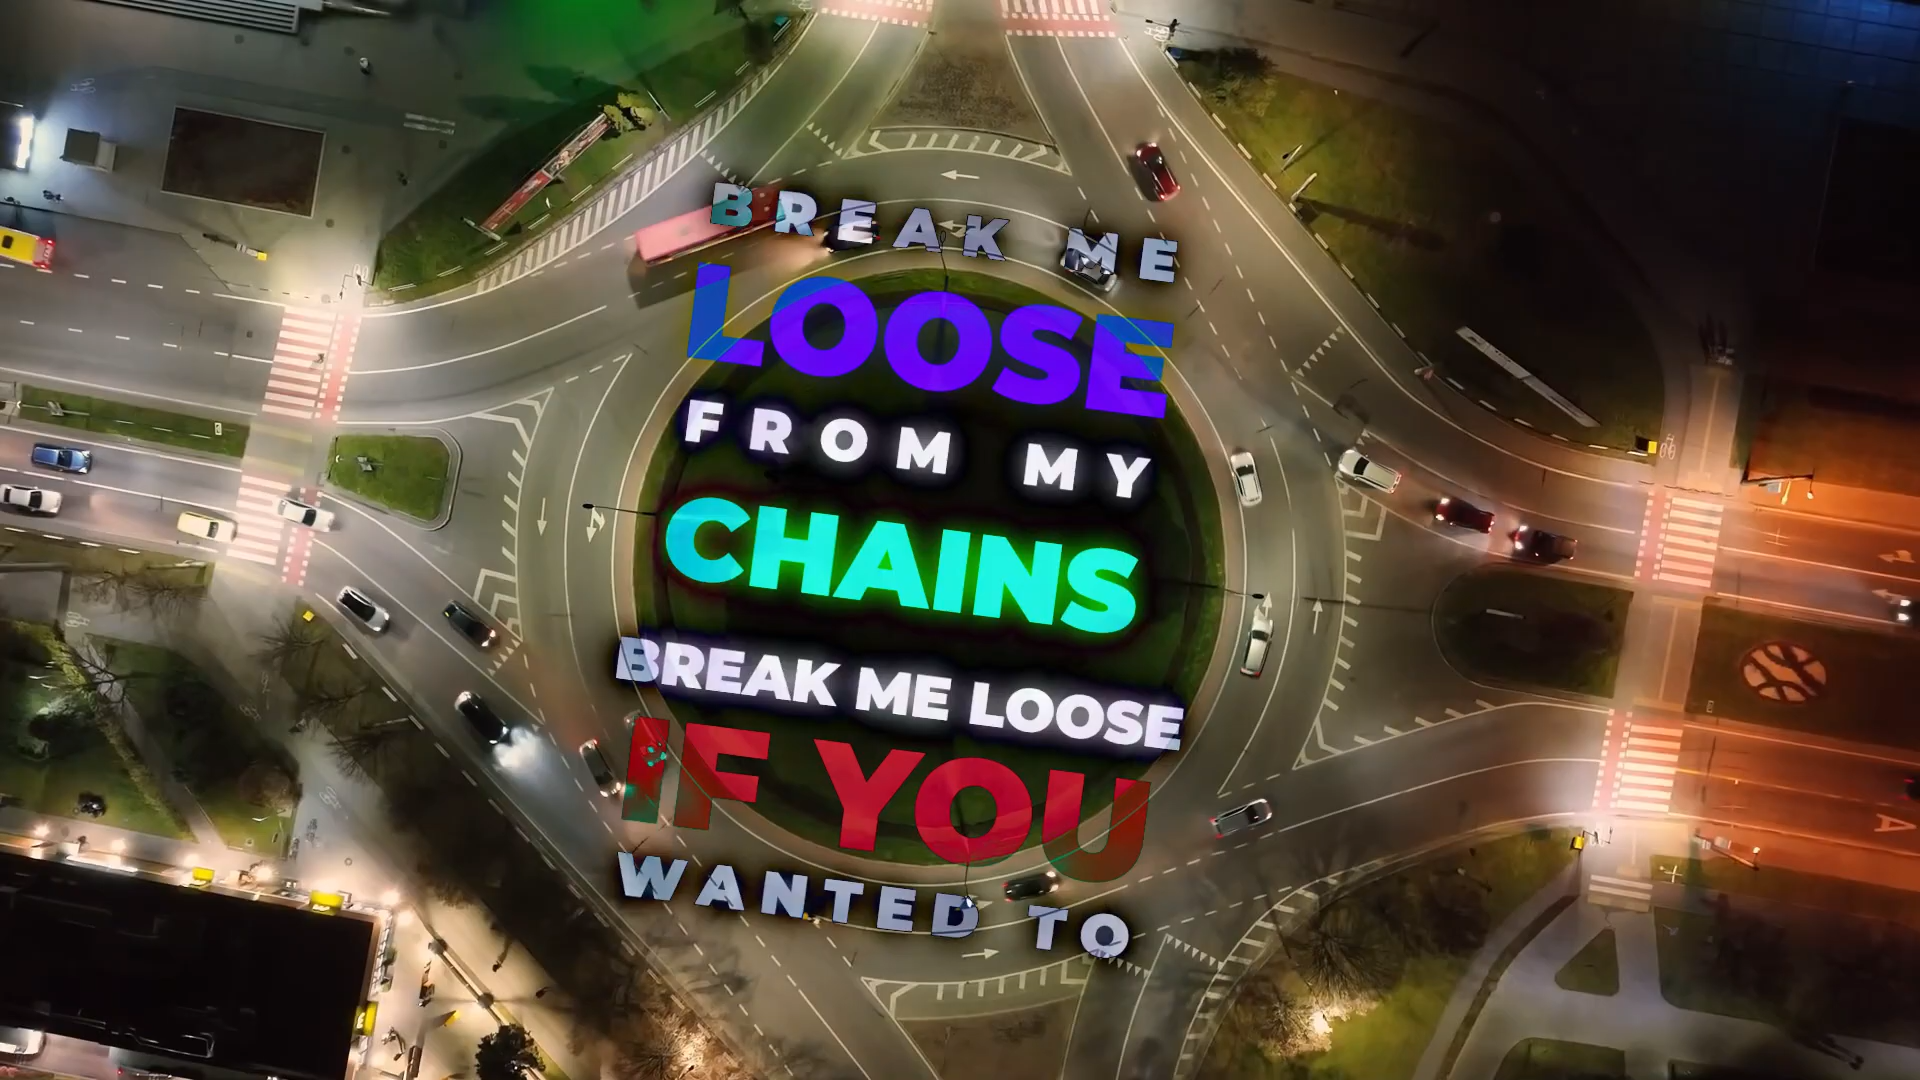 BREAK ME
LOOSE
FROM MY
CHAINS
BREAK ME LOOSE
IF YOU
WANTED TO